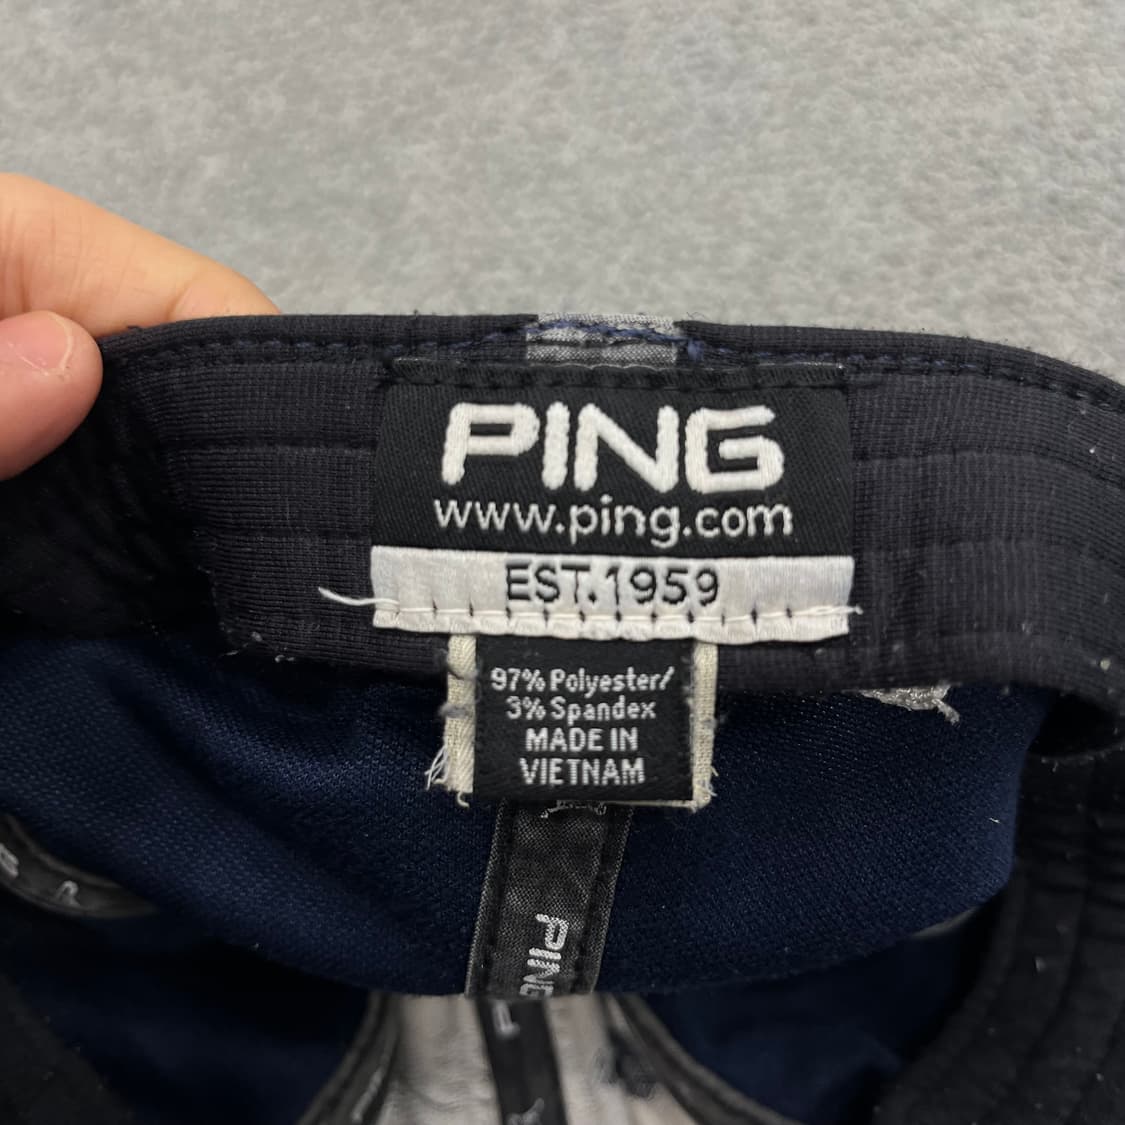 PING
www.ping.com
EST.1959
97% Polyester/
3% Spandex
MADE IN
VIETNAM
PING